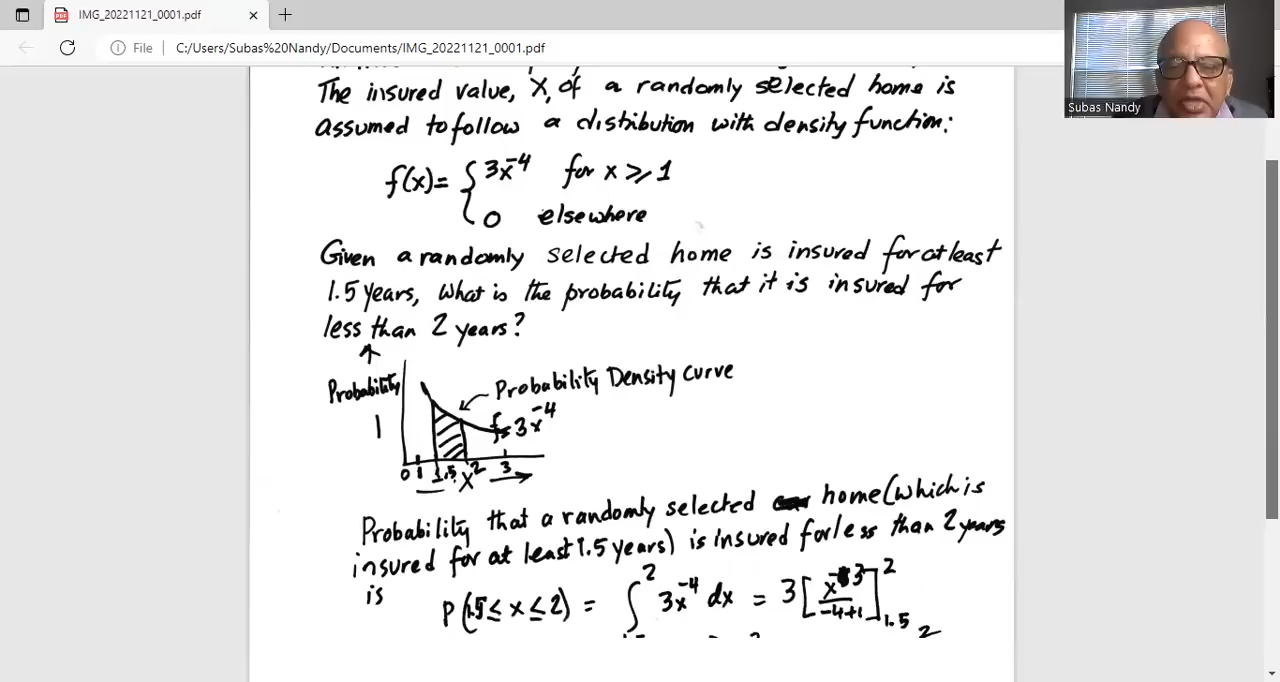 IMG_20221121_0001.pdf
File C:/Users/Subas%20Nandy/Documents/IMG_20221121_0001.pdf
Subas Nandy
The insured value, X, of a randomly selected home is
assumed to follow a distribution with density function:
f(x)= { 3x⁻⁴ for x ⩾ 1
0 elsewhere
Given a randomly selected home is insured for at least
1.5 years, What is the probability that it is insured for
less than 2 years?
Probability
Probability Density curve
1
f= 3x⁻⁴
0 1 1.5 2 3
X
Probability that a randomly selected home (which is
insured for at least 1.5 years) is insured for less than 2 years
is
P(1.5 ≤ x ≤ 2) = ∫ 2 3x⁻⁴ dx = 3 [ x⁻³ / -4+1 ] 2 1.5